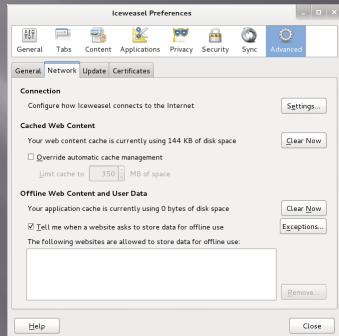 Iceweasel Preferences
General Tabs Content Applications Privacy Security Sync Advanced
General Network Update Certificates
Connection
Configure how Iceweasel connects to the Internet Settings...
Cached Web Content
Your web content cache is currently using 144 KB of disk space Clear Now
Override automatic cache management
Limit cache to 350 MB of space
Offline Web Content and User Data
Your application cache is currently using 0 bytes of disk space Clear Now
Tell me when a website asks to store data for offline use Exceptions...
The following websites are allowed to store data for offline use:
Remove...
Help Close